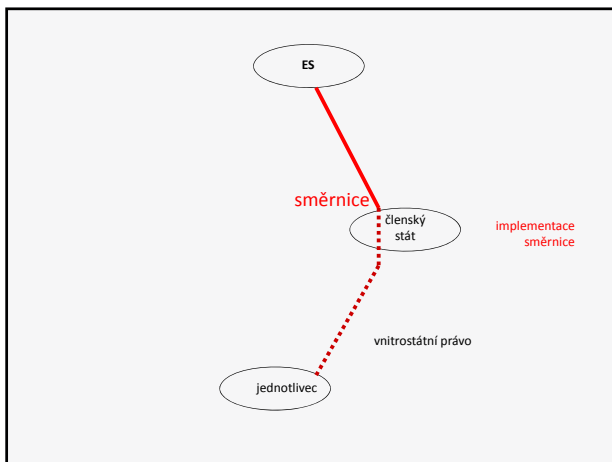 ES
směrnice
členský
stát
implementace
směrnice
vnitrostátní právo
jednotlivec